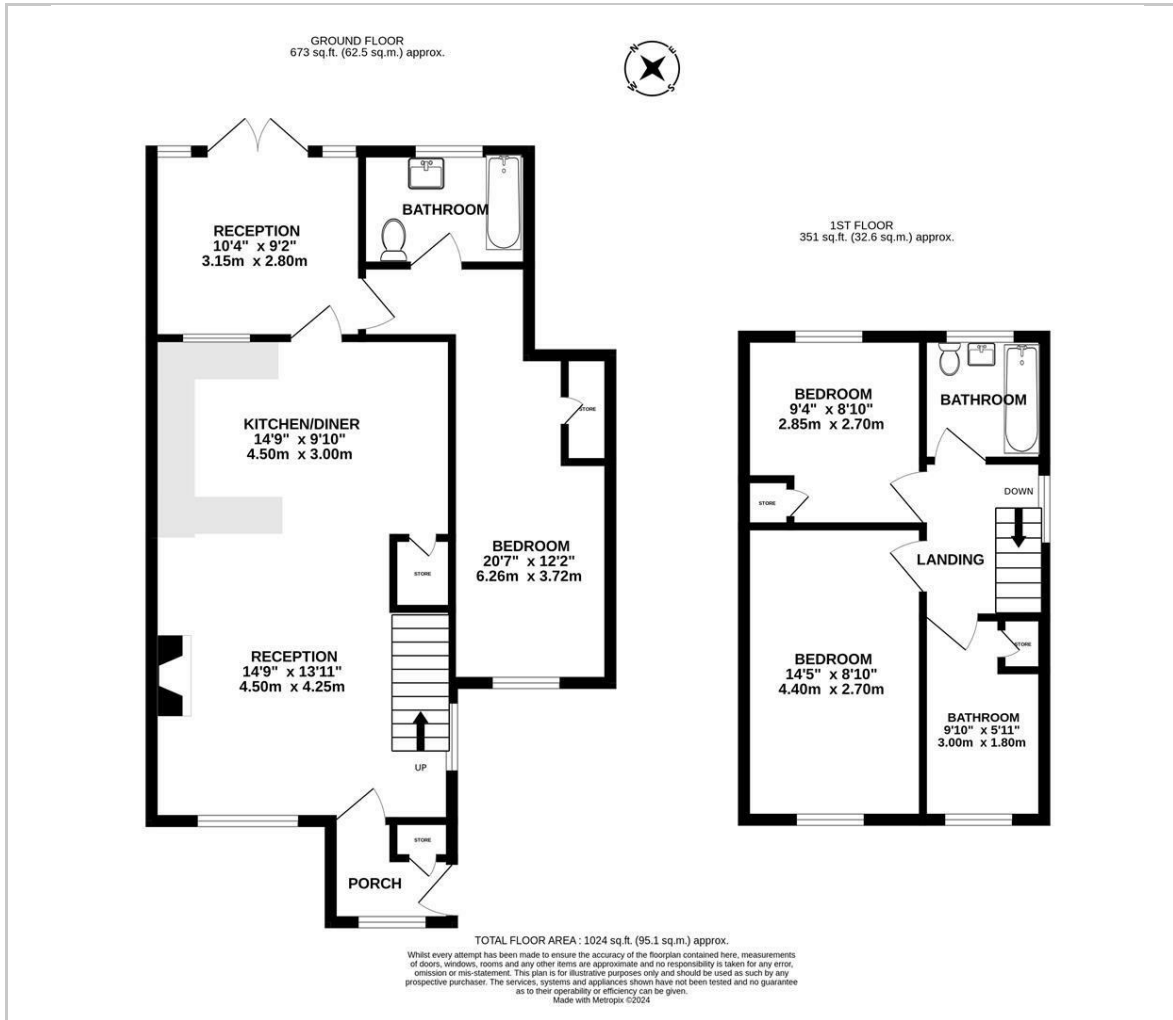 GROUND FLOOR
673 sq.ft. (62.5 sq.m.) approx.
N
E
S
W
RECEPTION
10'4" x 9'2"
3.15m x 2.80m
BATHROOM
KITCHEN/DINER
14'9" x 9'10"
4.50m x 3.00m
STORE
BEDROOM
20'7" x 12'2"
6.26m x 3.72m
STORE
RECEPTION
14'9" x 13'11"
4.50m x 4.25m
UP
STORE
PORCH
1ST FLOOR
351 sq.ft. (32.6 sq.m.) approx.
BEDROOM
9'4" x 8'10"
2.85m x 2.70m
BATHROOM
STORE
DOWN
LANDING
BEDROOM
14'5" x 8'10"
4.40m x 2.70m
STORE
BATHROOM
9'10" x 5'11"
3.00m x 1.80m
TOTAL FLOOR AREA : 1024 sq.ft. (95.1 sq.m.) approx.
Whilst every attempt has been made to ensure the accuracy of the floorplan contained here, measurements
of doors, windows, rooms and any other items are approximate and no responsibility is taken for any error,
omission or mis-statement. This plan is for illustrative purposes only and should be used as such by any
prospective purchaser. The services, systems and appliances shown have not been tested and no guarantee
as to their operability or efficiency can be given.
Made with Metropix ©2024